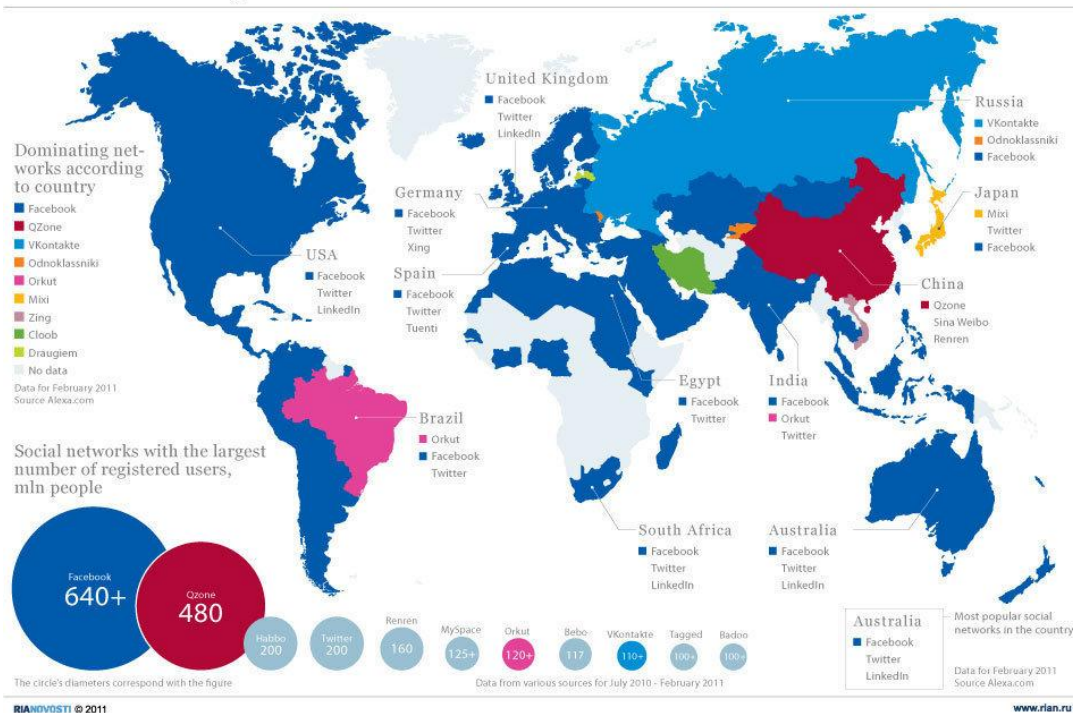 Dominating net-
works according
to country
Facebook
QZone
VKontakte
Odnoklassniki
Orkut
Mixi
Zing
Cloob
Draugiem
No data
Data for February 2011
Source Alexa.com
USA
Facebook
Twitter
LinkedIn
United Kingdom
Facebook
Twitter
LinkedIn
Germany
Facebook
Twitter
Xing
Spain
Facebook
Twitter
Tuenti
Russia
VKontakte
Odnoklassniki
Facebook
Japan
Mixi
Twitter
Facebook
China
Qzone
Sina Weibo
Renren
Egypt
Facebook
Twitter
India
Facebook
Orkut
Twitter
Brazil
Orkut
Facebook
Twitter
South Africa
Facebook
Twitter
LinkedIn
Australia
Facebook
Twitter
LinkedIn
Social networks with the largest
number of registered users,
mln people
Facebook
640+
Qzone
480
Habbo
200
Twitter
200
Renren
160
MySpace
125+
Orkut
120+
Bebo
117
VKontakte
110+
Tagged
100+
Badoo
100+
Australia
Facebook
Twitter
LinkedIn
Most popular social
networks in the country
Data for February 2011
Source Alexa.com
The circle's diameters correspond with the figure
Data from various sources for July 2010 - February 2011
RIANOVOSTI © 2011
www.rian.ru